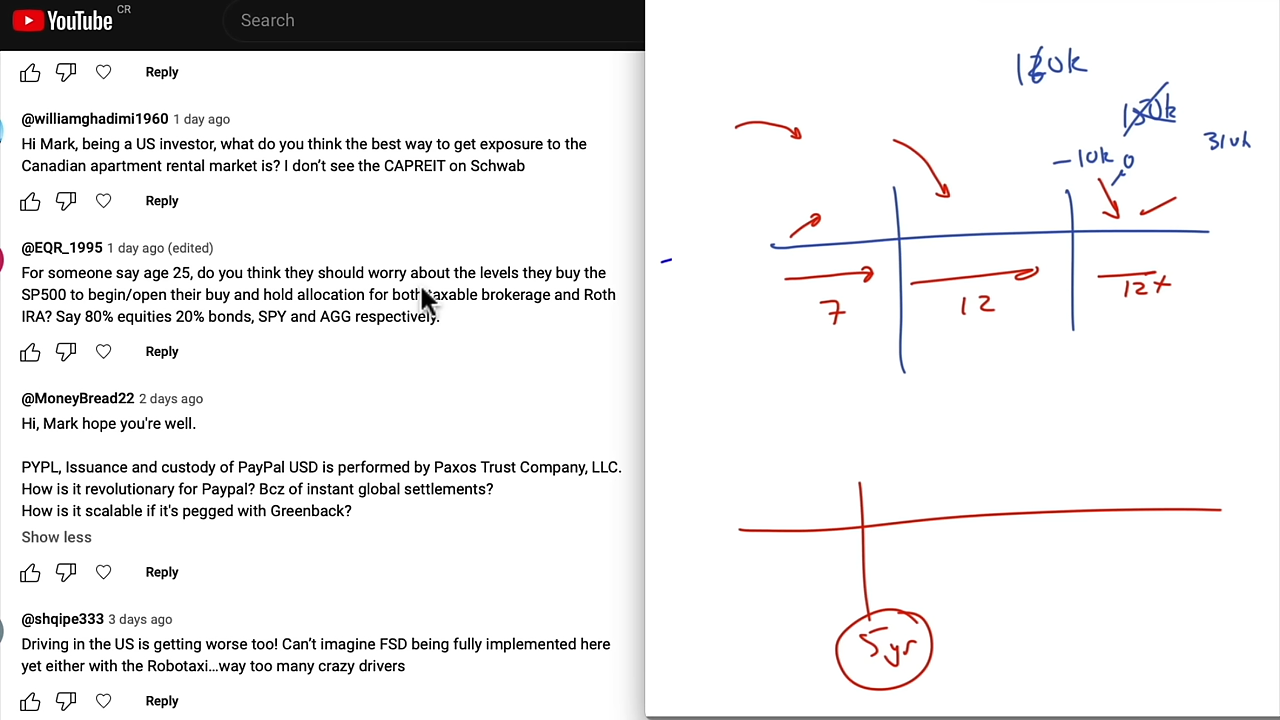 YouTube CR
Search
Reply
@williamghadimi1960 1 day ago
Hi Mark, being a US investor, what do you think the best way to get exposure to the
Canadian apartment rental market is? I don't see the CAPREIT on Schwab
Reply
@EQR_1995 1 day ago (edited)
For someone say age 25, do you think they should worry about the levels they buy the
SP500 to begin/open their buy and hold allocation for both taxable brokerage and Roth
IRA? Say 80% equities 20% bonds, SPY and AGG respectively.
Reply
@MoneyBread22 2 days ago
Hi, Mark hope you're well.
PYPL, Issuance and custody of PayPal USD is performed by Paxos Trust Company, LLC.
How is it revolutionary for Paypal? Bcz of instant global settlements?
How is it scalable if it's pegged with Greenback?
Show less
Reply
@shqipe333 3 days ago
Driving in the US is getting worse too! Can't imagine FSD being fully implemented here
yet either with the Robotaxi...way too many crazy drivers
Reply
-10k 0
7
12
12+
5yr